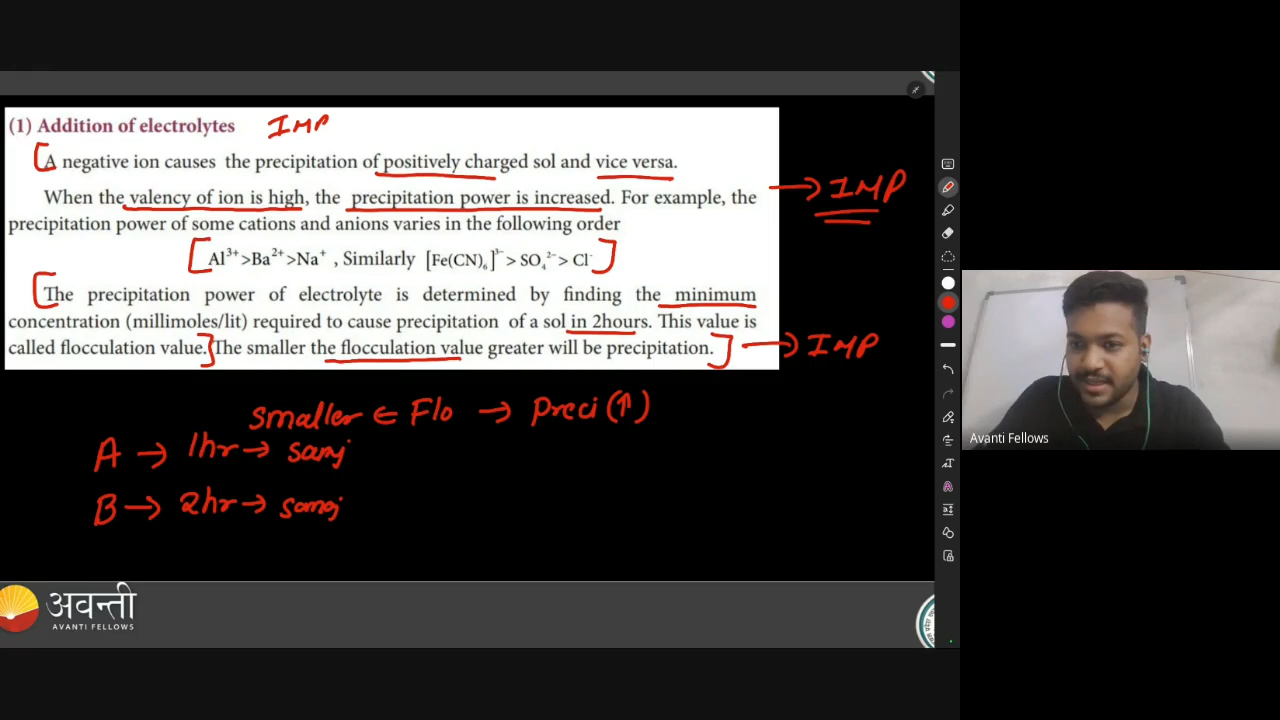 (1) Addition of electrolytes IMP
A negative ion causes the precipitation of positively charged sol and vice versa.
When the valency of ion is high, the precipitation power is increased. For example, the
→ IMP
precipitation power of some cations and anions varies in the following order
Al³⁺>Ba²⁺>Na⁺ , Similarly [Fe(CN)₆]³⁻ > SO₄²⁻ > Cl⁻
The precipitation power of electrolyte is determined by finding the minimum
concentration (millimoles/lit) required to cause precipitation of a sol in 2hours. This value is
called flocculation value. The smaller the flocculation value greater will be precipitation. → IMP
smaller ∈ Flo → Preci (↑)
A → 1hr → samj
B → 2hr → samj
Avanti Fellows
अवन्ती
AVANTI FELLOWS